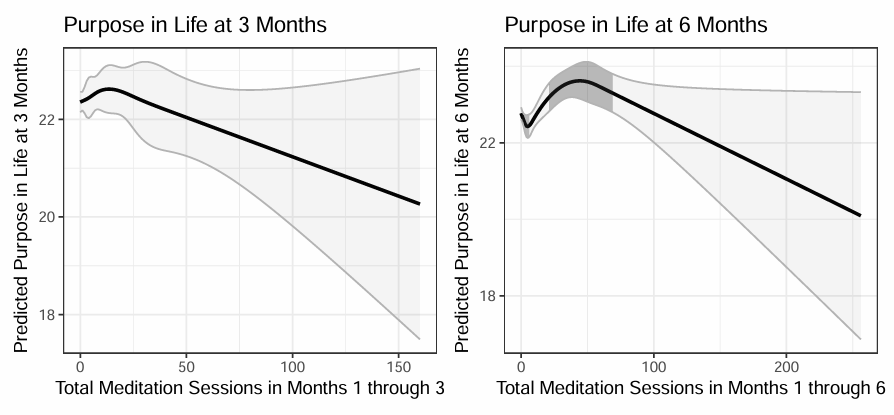 Purpose in Life at 3 Months
Predicted Purpose in Life at 3 Months
22
20
18
0 50 100 150
Total Meditation Sessions in Months 1 through 3
Purpose in Life at 6 Months
Predicted Purpose in Life at 6 Months
22
18
0 100 200
Total Meditation Sessions in Months 1 through 6